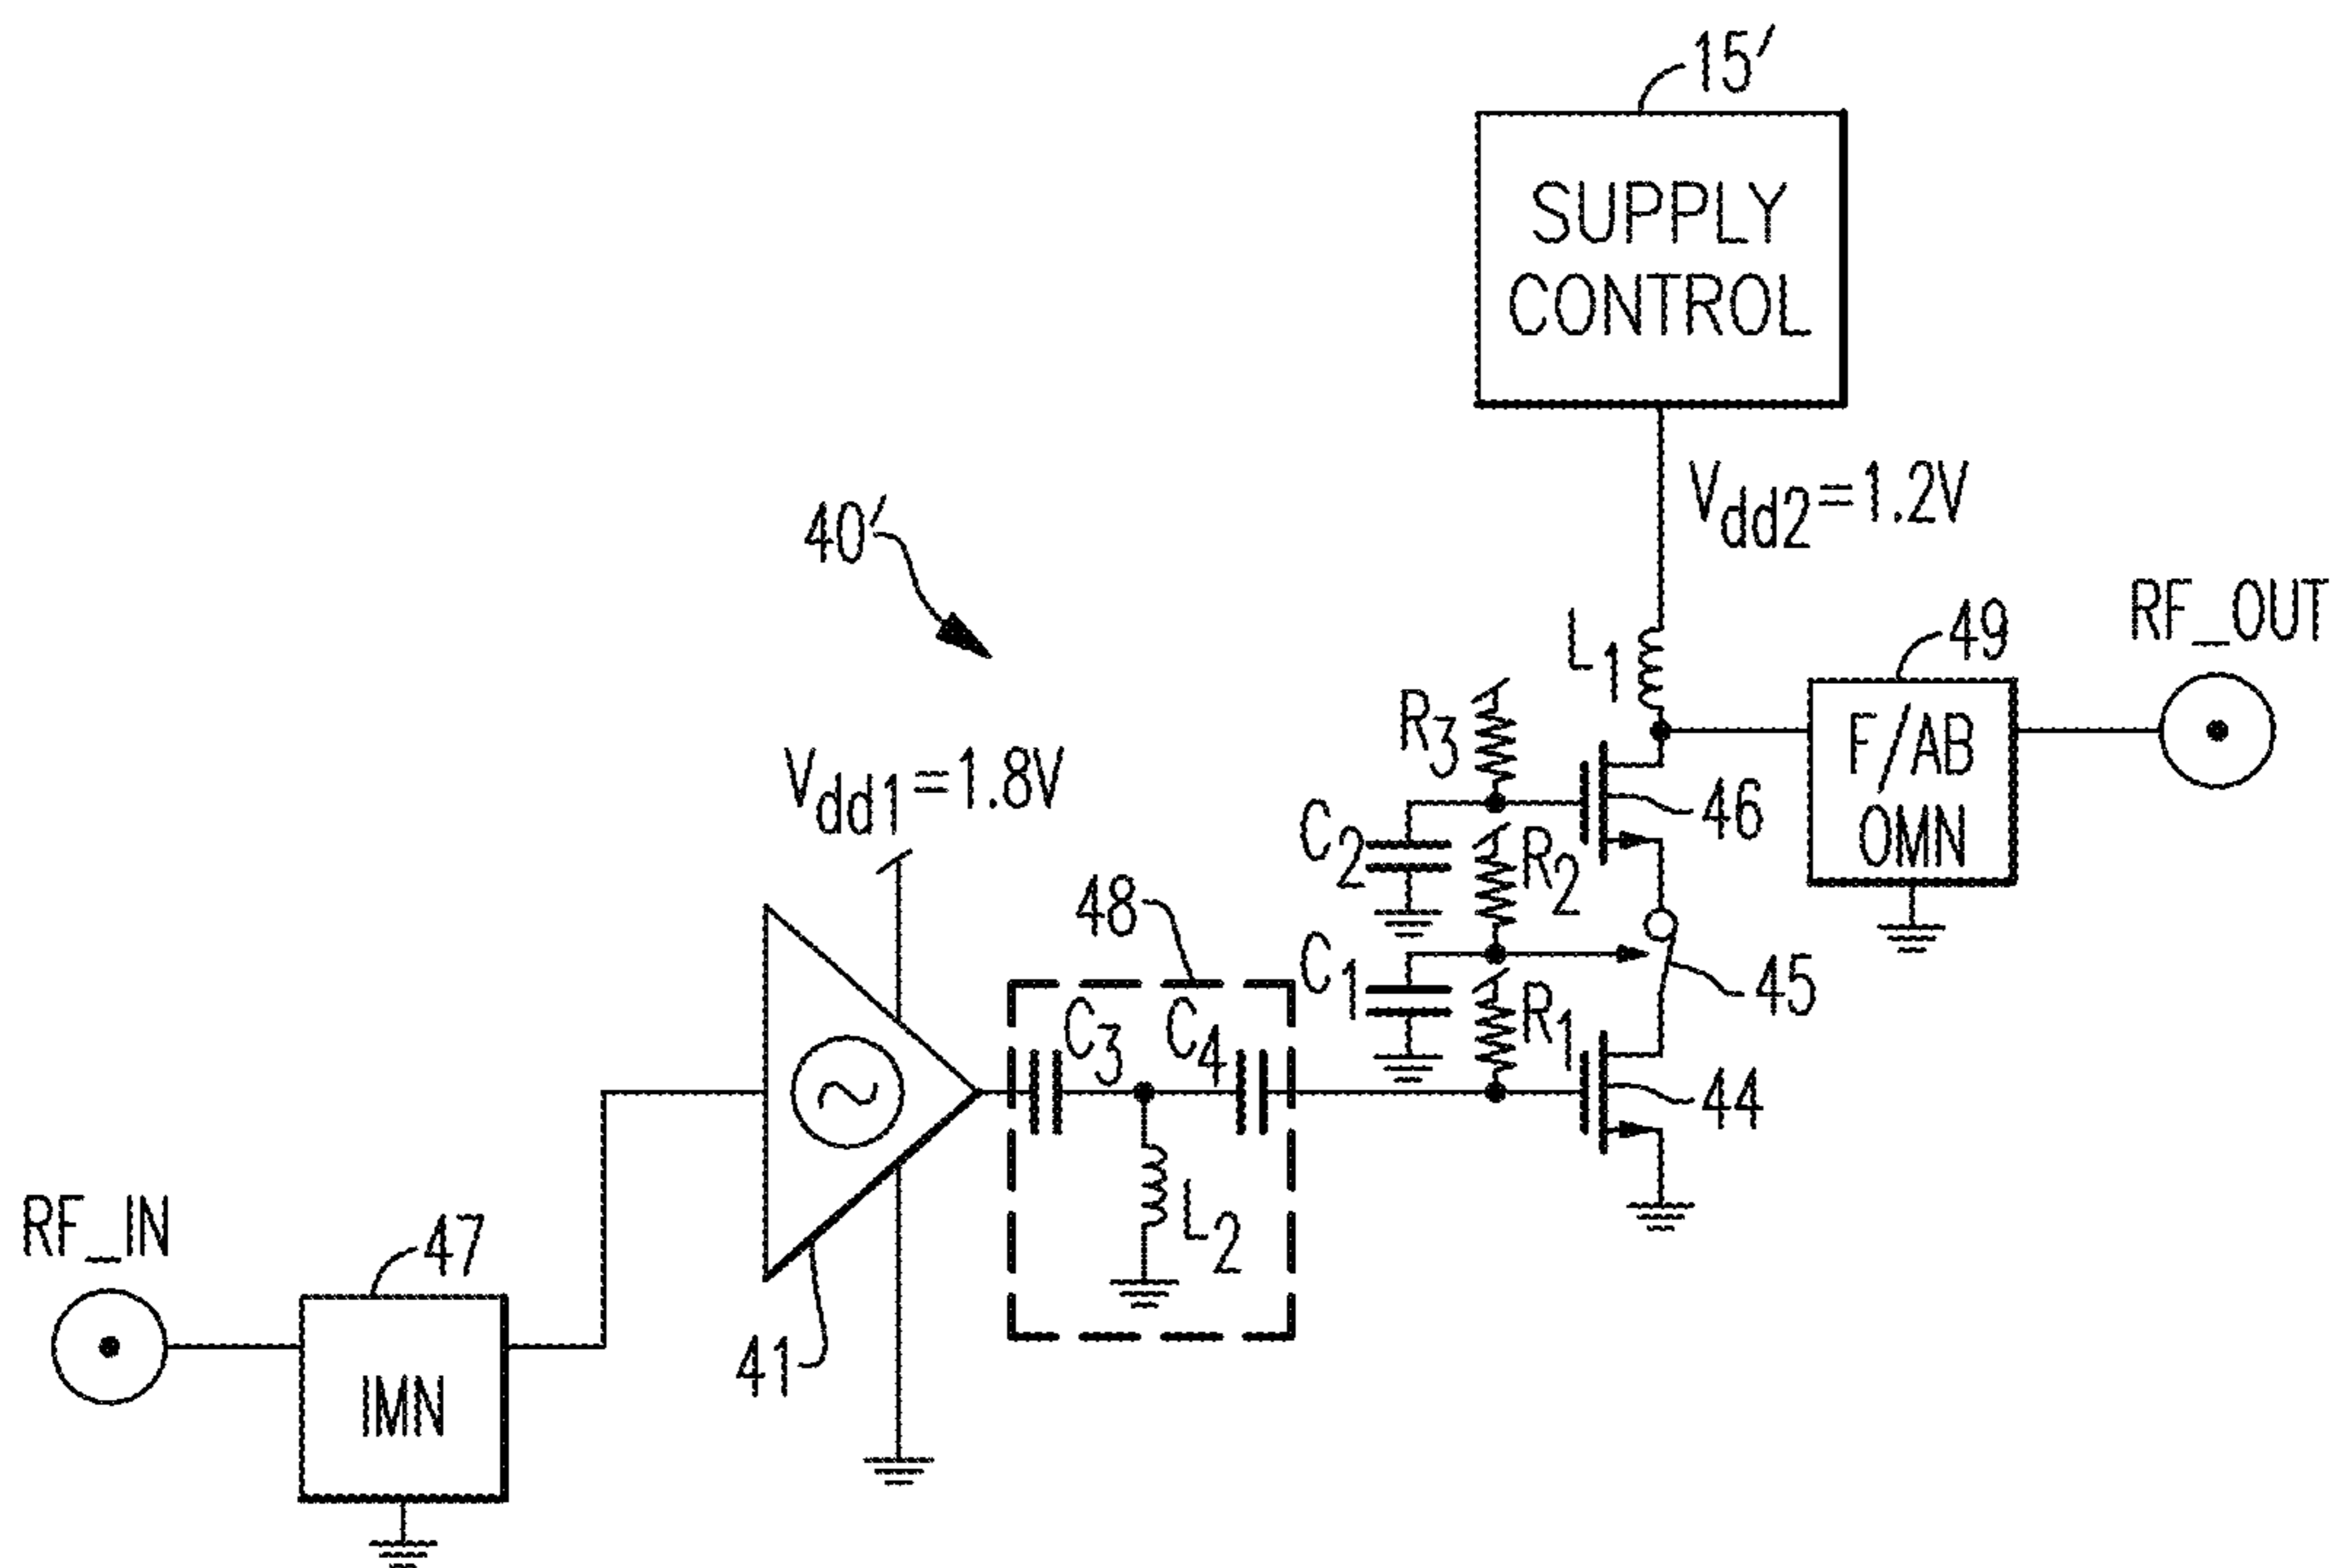 15′
SUPPLY
CONTROL
Vdd2=1.2V
40′
RF_OUT
49
L1
R3
F/AB
OMN
Vdd1=1.8V
46
C2
R2
48
C1
45
C3
C4
R1
44
L2
RF_IN
47
41
IMN